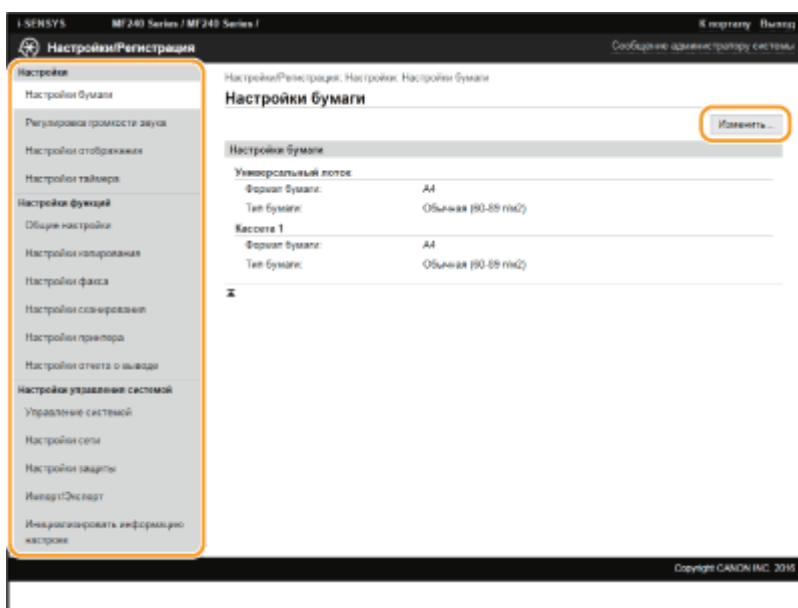 i-SENSYS MF240 Series / MF240 Series / К порталу Выход
Настройки/Регистрация Сообщение администратору системы
Настройки
Настройки бумаги
Регулировка громкости звука
Настройки отображения
Настройки таймера
Настройки функций
Общие настройки
Настройки копирования
Настройки факса
Настройки сканирования
Настройки принтера
Настройки отчета о выводе
Настройки управления системой
Управление системой
Настройки сети
Настройки защиты
Импорт/Экспорт
Инициализировать информацию
настроек
Настройки/Регистрация: Настройки: Настройки бумаги
Настройки бумаги
Изменить...
Настройки бумаги
Универсальный лоток
Формат бумаги: A4
Тип бумаги: Обычная (60-89 г/м2)
Кассета 1
Формат бумаги: A4
Тип бумаги: Обычная (60-89 г/м2)
Copyright CANON INC. 2016